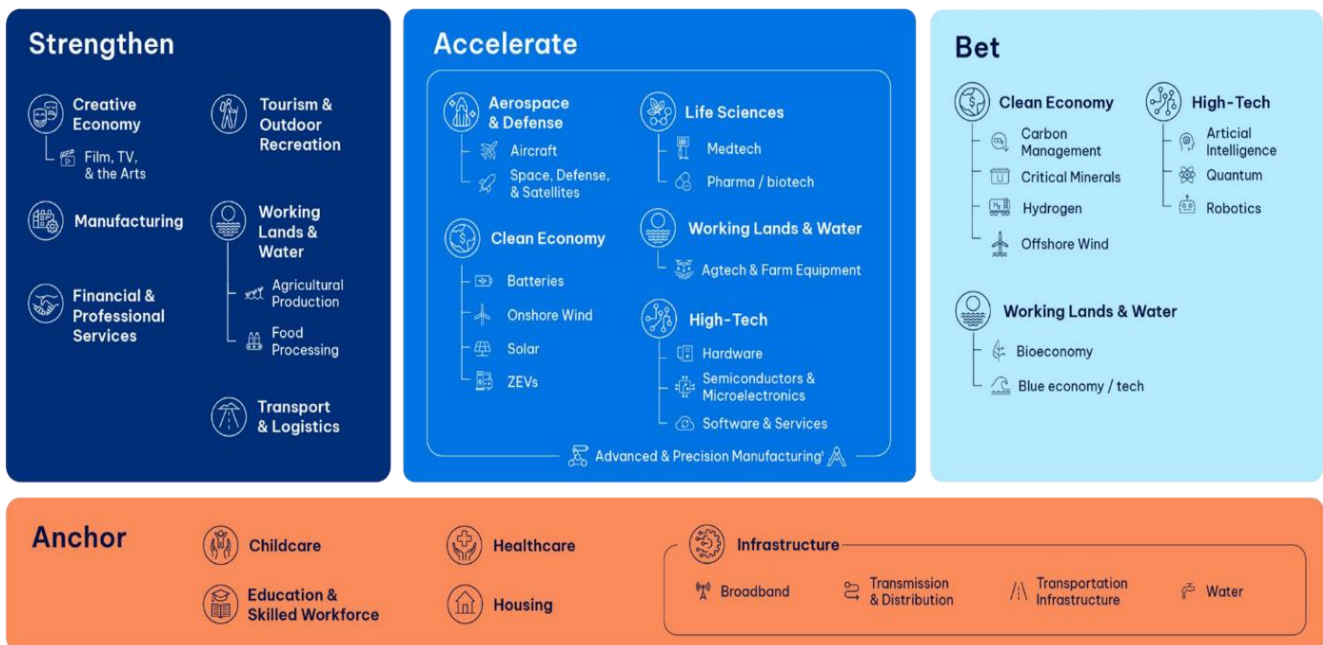 Strengthen
Creative
Economy
Film, TV,
& the Arts
Manufacturing
Financial &
Professional
Services
Tourism &
Outdoor
Recreation
Working
Lands &
Water
Agricultural
Production
Food
Processing
Transport
& Logistics
Accelerate
Aerospace
& Defense
Aircraft
Space, Defense,
& Satellites
Clean Economy
Batteries
Onshore Wind
Solar
ZEVs
Life Sciences
Medtech
Pharma / biotech
Working Lands & Water
Agtech & Farm Equipment
High-Tech
Hardware
Semiconductors &
Microelectronics
Software & Services
Advanced & Precision Manufacturing
Bet
Clean Economy
Carbon
Management
Critical Minerals
Hydrogen
Offshore Wind
High-Tech
Articial
Intelligence
Quantum
Robotics
Working Lands & Water
Bioeconomy
Blue economy / tech
Anchor
Childcare
Education &
Skilled Workforce
Healthcare
Housing
Infrastructure
Broadband
Transmission
& Distribution
Transportation
Infrastructure
Water